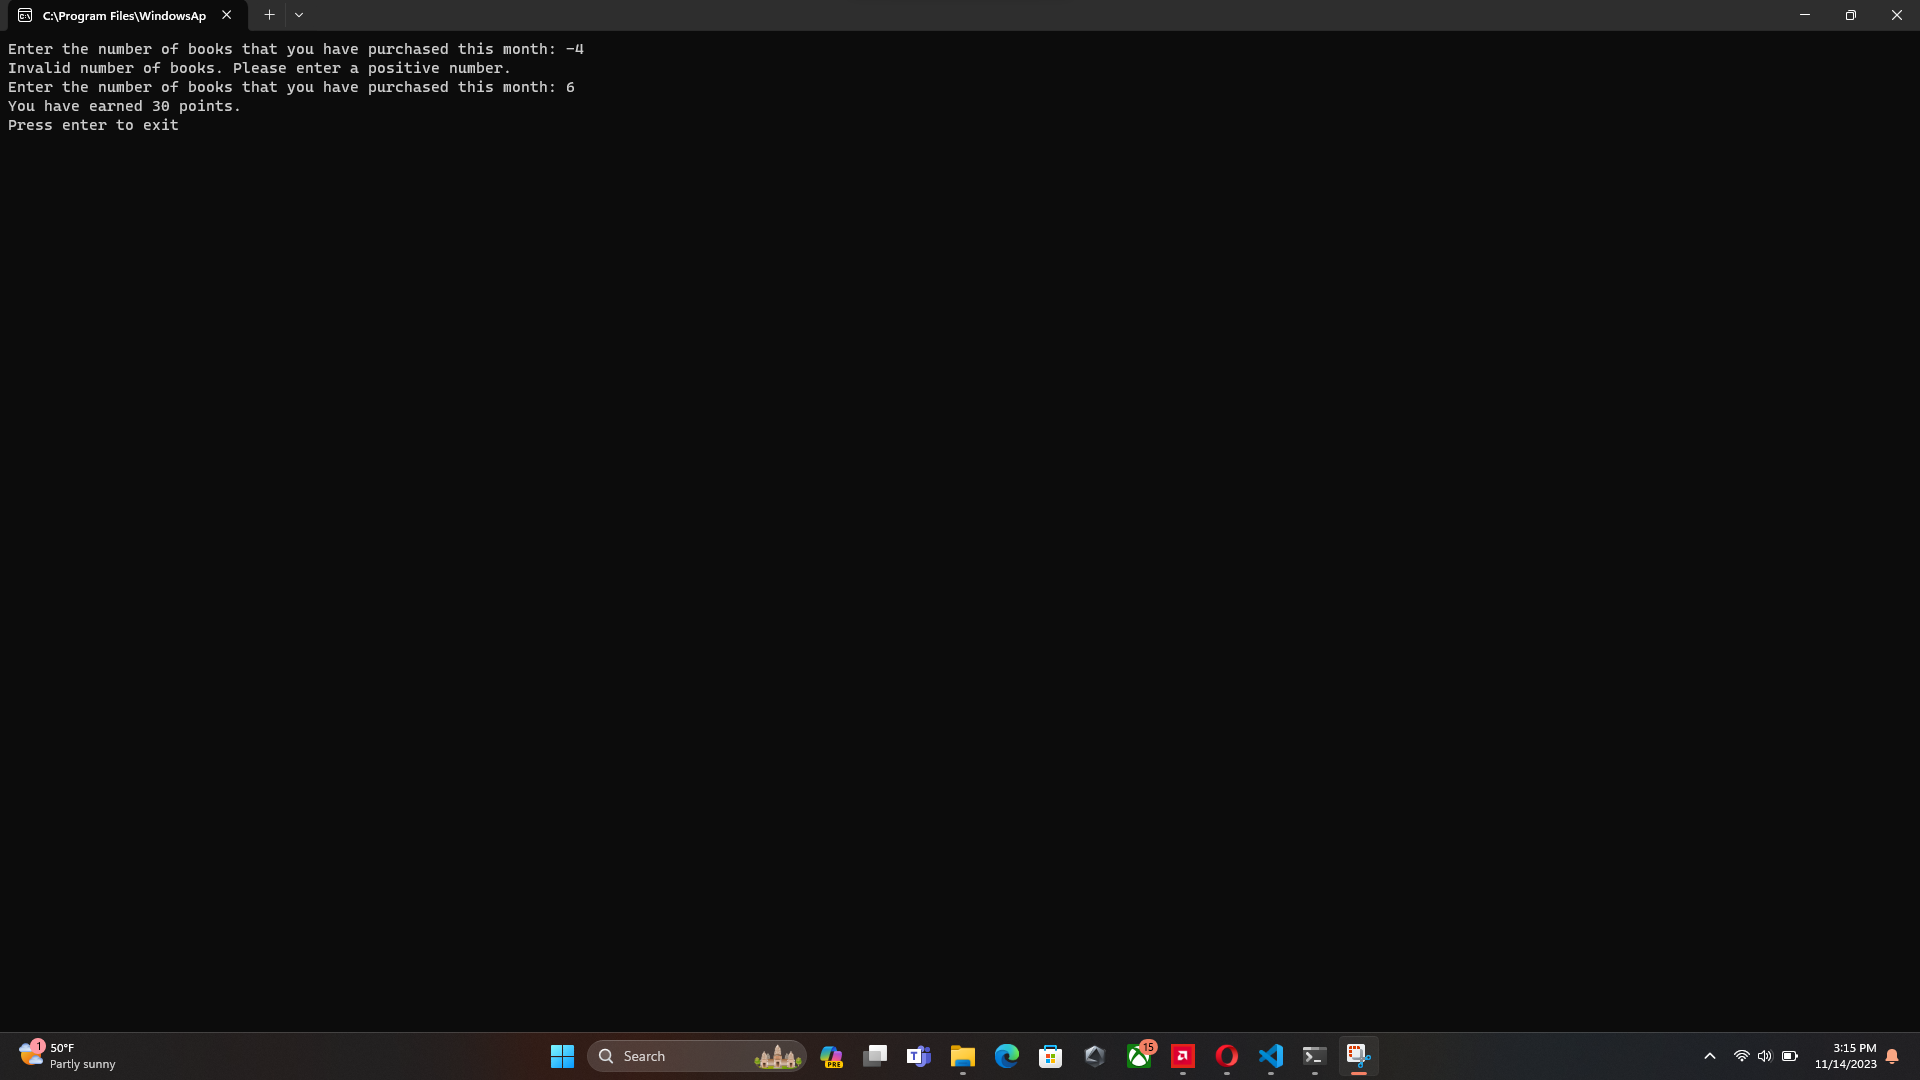 C:\Program Files\WindowsAp
Enter the number of books that you have purchased this month: -4
Invalid number of books. Please enter a positive number.
Enter the number of books that you have purchased this month: 6
You have earned 30 points.
Press enter to exit
1
50°F
Partly sunny
Search
PRE
T
15
3:15 PM
11/14/2023